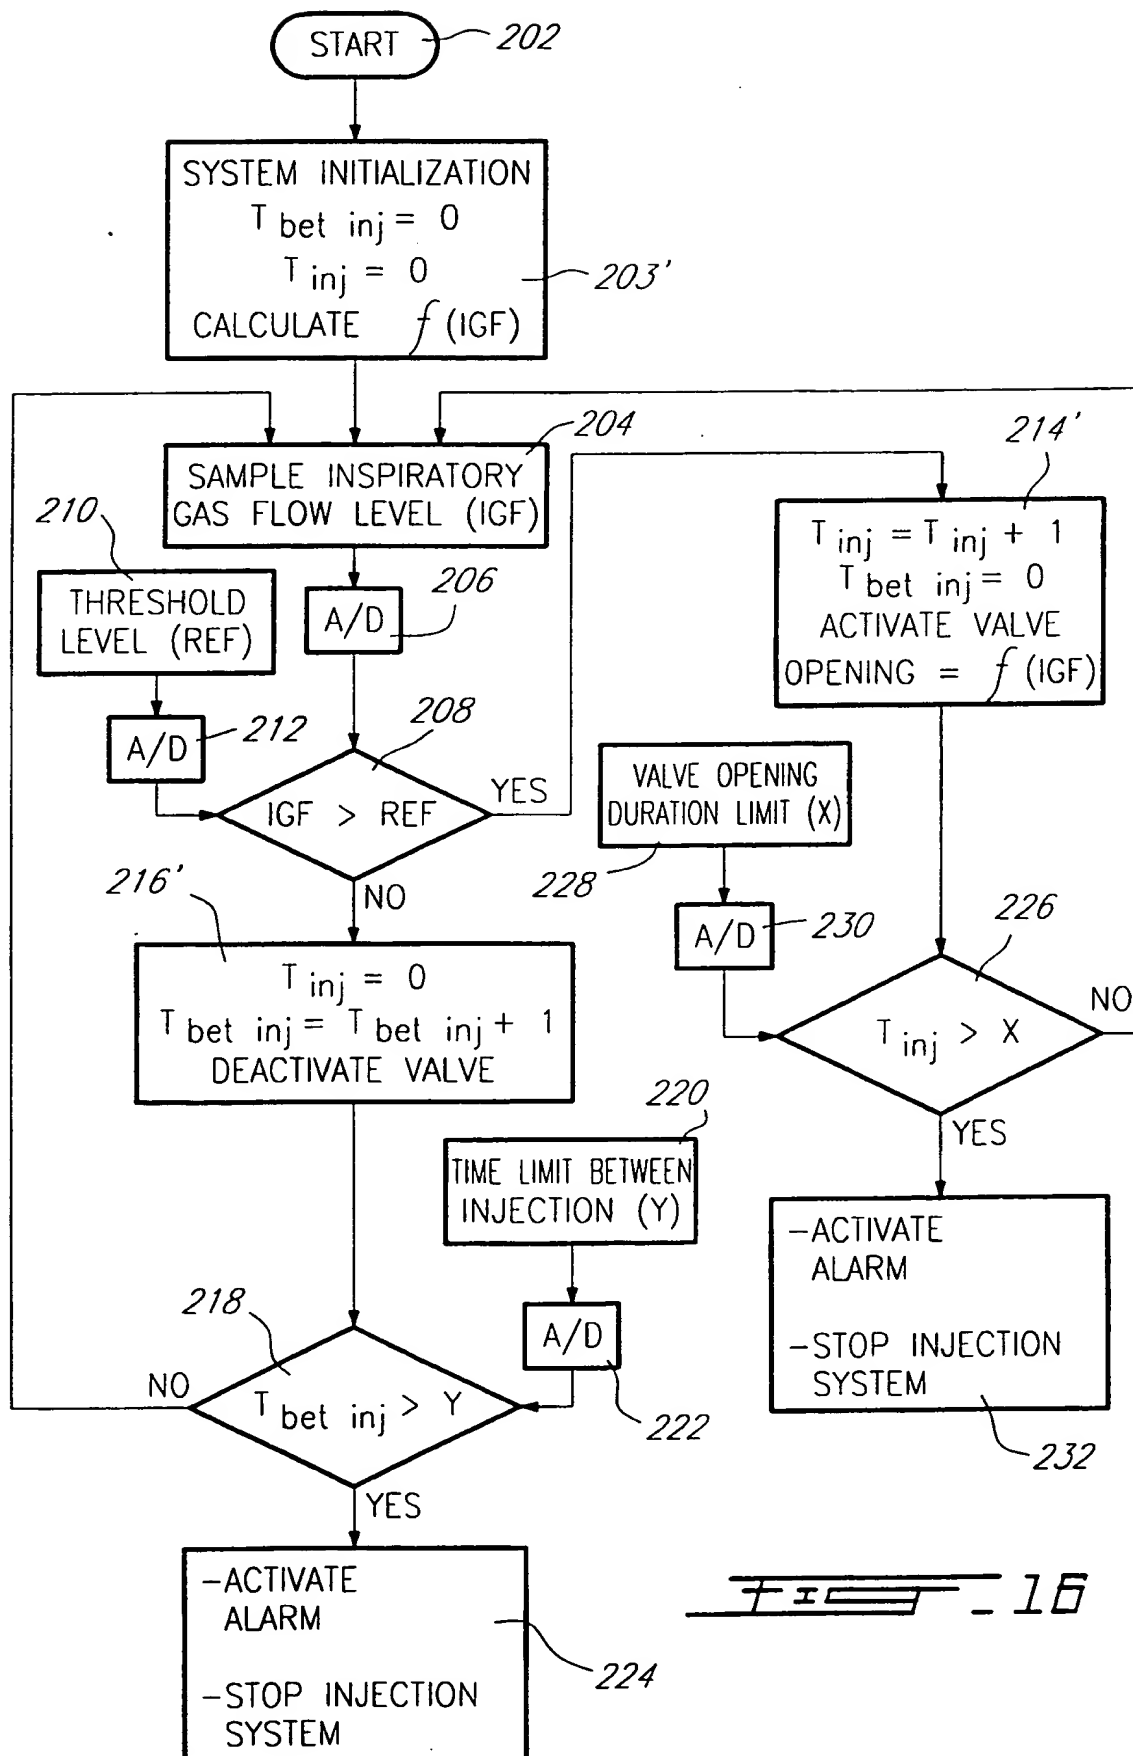 START
202
SYSTEM INITIALIZATION
T bet inj = 0
T inj = 0
CALCULATE f (IGF)
203'
204
SAMPLE INSPIRATORY
GAS FLOW LEVEL (IGF)
214'
T inj = T inj + 1
T bet inj = 0
ACTIVATE VALVE
OPENING = f (IGF)
210
THRESHOLD
LEVEL (REF)
A/D
206
A/D
212
208
IGF > REF
YES
NO
VALVE OPENING
DURATION LIMIT (X)
228
A/D
230
226
T inj > X
NO
YES
216'
T inj = 0
T bet inj = T bet inj + 1
DEACTIVATE VALVE
220
TIME LIMIT BETWEEN
INJECTION (Y)
A/D
222
218
NO
T bet inj > Y
YES
-ACTIVATE
ALARM
-STOP INJECTION
SYSTEM
232
-ACTIVATE
ALARM
-STOP INJECTION
SYSTEM
224
FIG - 16